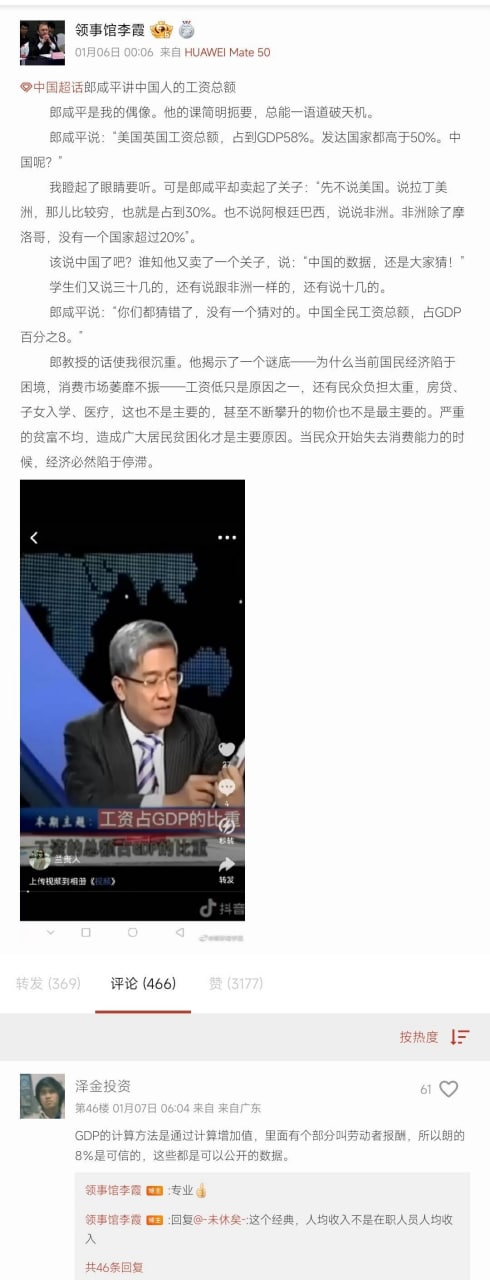 领事馆李霞
01月06日 00:06 来自 HUAWEI Mate 50
中国超话郎咸平讲中国人的工资总额
郎咸平是我的偶像。他的课简明扼要，总能一语道破天机。
郎咸平说：“美国英国工资总额，占到GDP58%。发达国家都高于50%。中
国呢？”
我瞪起了眼睛要听。可是郎咸平却卖起了关子：“先不说美国。说拉丁美
洲，那儿比较穷，也就是占到30%。也不说阿根廷巴西，说说非洲。非洲除了摩
洛哥，没有一个国家超过20%”。
该说中国了吧？谁知他又卖了一个关子，说：“中国的数据，还是大家猜！”
学生们又说三十几的，还有说跟非洲一样的，还有说十几的。
郎咸平说：“你们都猜错了，没有一个猜对的。中国全民工资总额，占GDP
百分之8。”
郎教授的话使我很沉重。他揭示了一个谜底——为什么当前国民经济陷于
困境，消费市场萎靡不振——工资低只是原因之一，还有民众负担太重，房贷、
子女入学、医疗，这也不是主要的，甚至不断攀升的物价也不是最主要的。严重
的贫富不均，造成广大居民贫困化才是主要原因。当民众开始失去消费能力的时
候，经济必然陷于停滞。
27
4
本期主题：工资占GDP的比重
秒转
工资的总额占GDP的比重
兰贵人
转发
上传视频到相册《视频》
抖音
转发 (369) 评论 (466) 赞 (3177)
按热度
泽金投资
61
第46楼 01月07日 06:04 来自 来自广东
GDP的计算方法是通过计算增加值，里面有个部分叫劳动者报酬，所以朗的
8%是可信的，这些都是可以公开的数据。
领事馆李霞 博主 :专业
领事馆李霞 博主 :回复@-未休矣-:这个经典，人均收入不是在职人员人均收
入
共46条回复